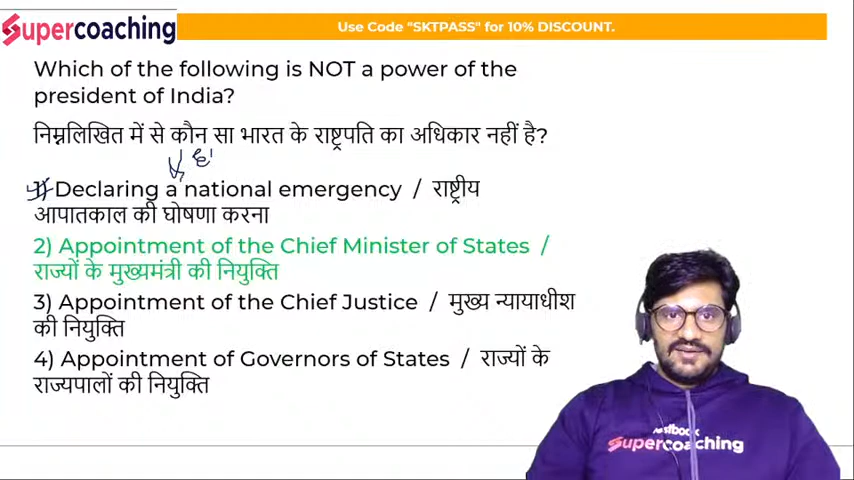 Supercoaching
Use Code "SKTPASS" for 10% DISCOUNT.
Which of the following is NOT a power of the
president of India?
निम्नलिखित में से कौन सा भारत के राष्ट्रपति का अधिकार नहीं है?
1) Declaring a national emergency / राष्ट्रीय
आपातकाल की घोषणा करना
2) Appointment of the Chief Minister of States /
राज्यों के मुख्यमंत्री की नियुक्ति
3) Appointment of the Chief Justice / मुख्य न्यायाधीश
की नियुक्ति
4) Appointment of Governors of States / राज्यों के
राज्यपालों की नियुक्ति
testbook
Supercoaching